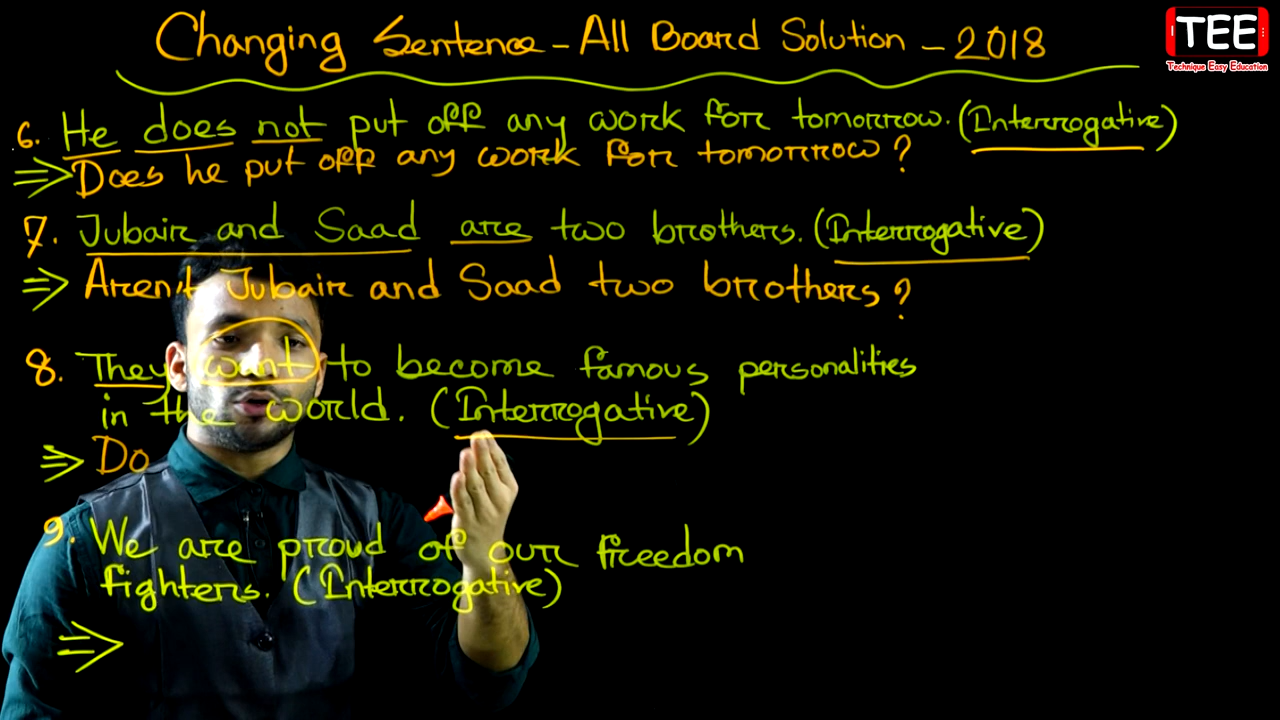 Changing Sentence - All Board Solution - 2018
TEE
Technique Easy Education
6. He does not put off any work for tomorrow. (Interrogative)
⇒ Does he put off any work for tomorrow?
7. Jubair and Saad are two brothers. (Interrogative)
⇒ Aren't Jubair and Saad two brothers?
8. They want to become famous personalities
in the world. (Interrogative)
⇒ Do
9. We are proud of our freedom
fighters. (Interrogative)
⇒